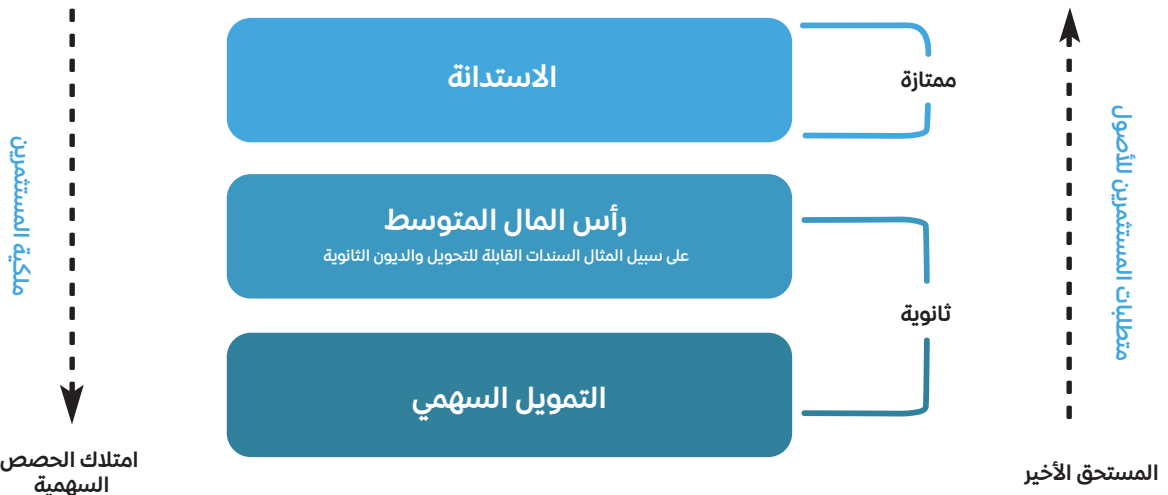 الاستدانة
ممتازة
متطلبات المستثمرين للأصول
ملكية المستثمرين
رأس المال المتوسط
على سبيل المثال السندات القابلة للتحويل والديون الثانوية
ثانوية
التمويل السهمي
المستحق الأخير
امتلاك الحصص
السهمية